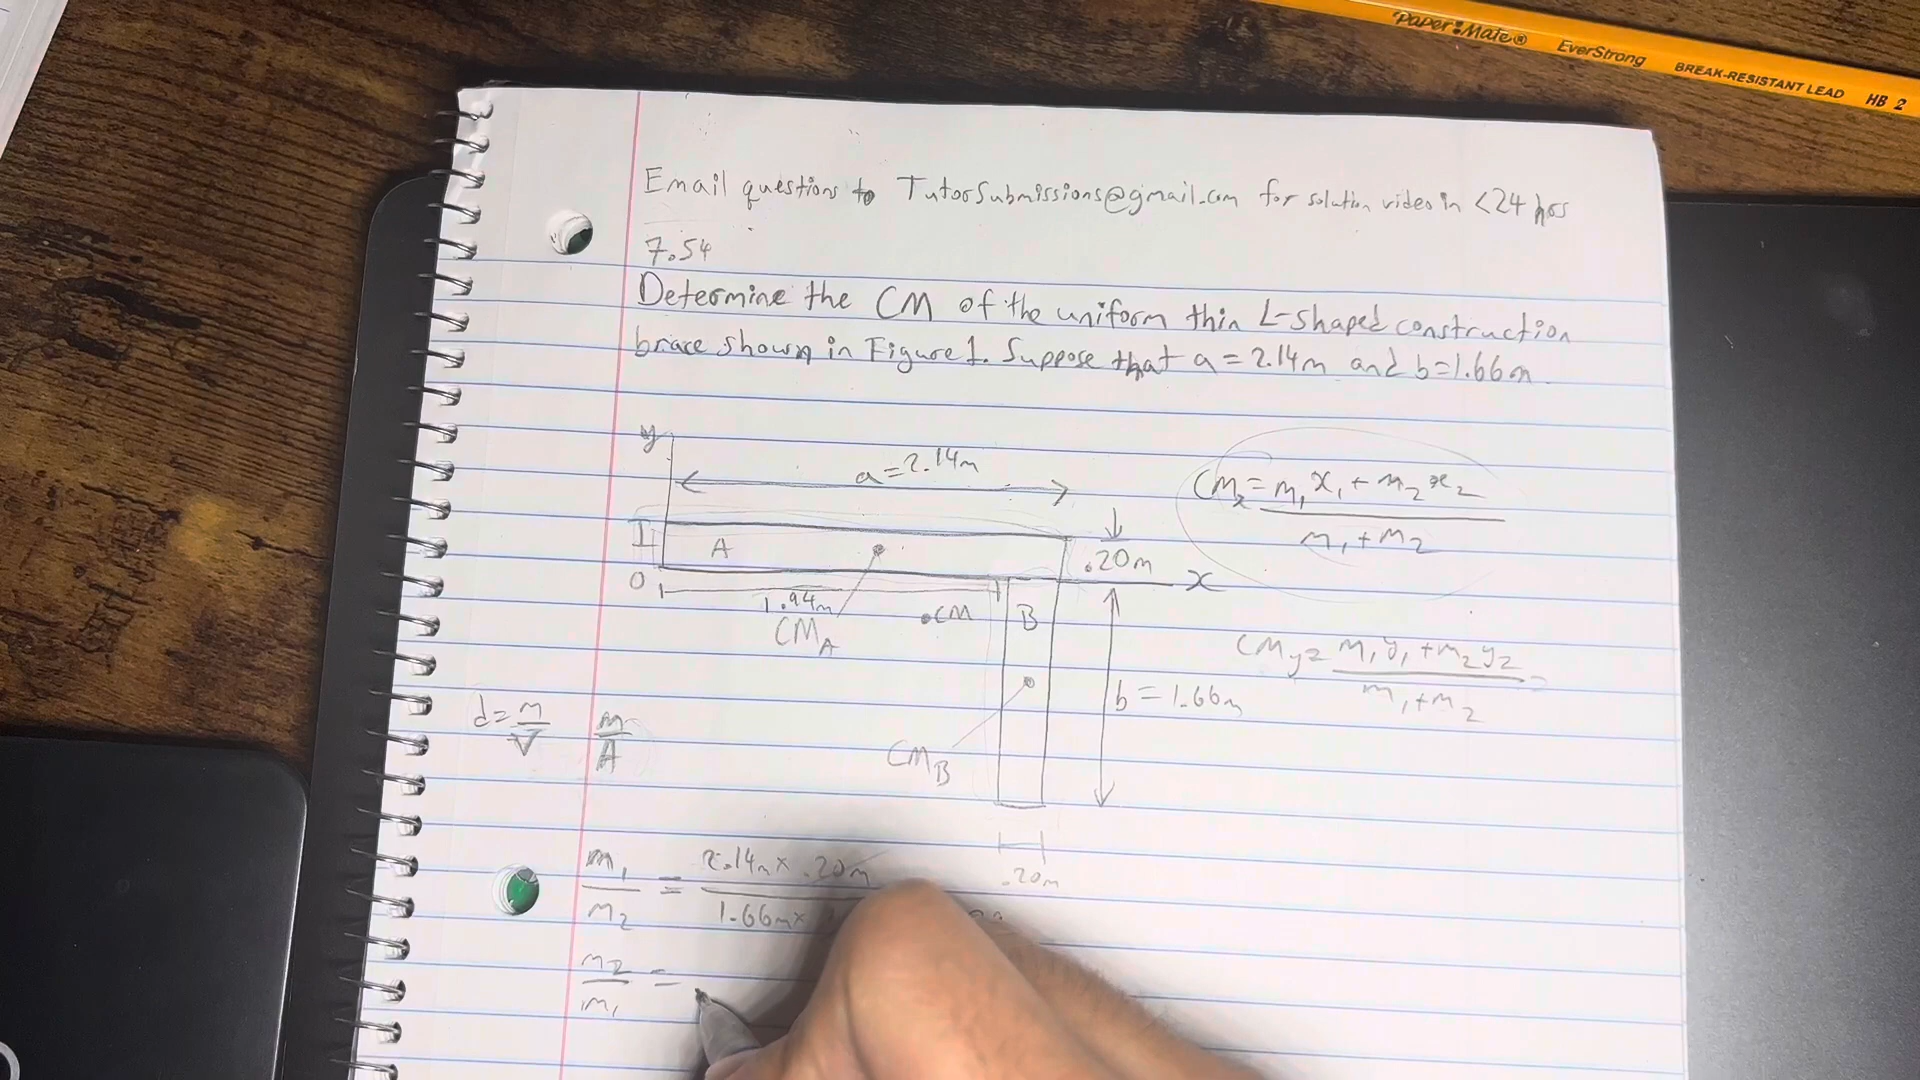 Paper:Mate® EverStrong BREAK-RESISTANT LEAD HB 2
Email questions to TutorSubmissions@gmail.com for solution video in <24 hrs
7.54
Determine the CM of the uniform thin L-shaped construction
brace shown in Figure 1. Suppose that a = 2.14m and b=1.66m
y
a=2.14m
CMx = m₁x₁ + m₂x₂
m₁ + m₂
A
.20m
O
x
1.94m
.CM
B
CM_A
CMy = m₁y₁ + m₂y₂ =
m₁+m₂
b = 1.66m
d = m/V m/A
CM_B
.20m
m₁/m₂ = 2.14m x .20m
1.66m x
m₂/m₁ =